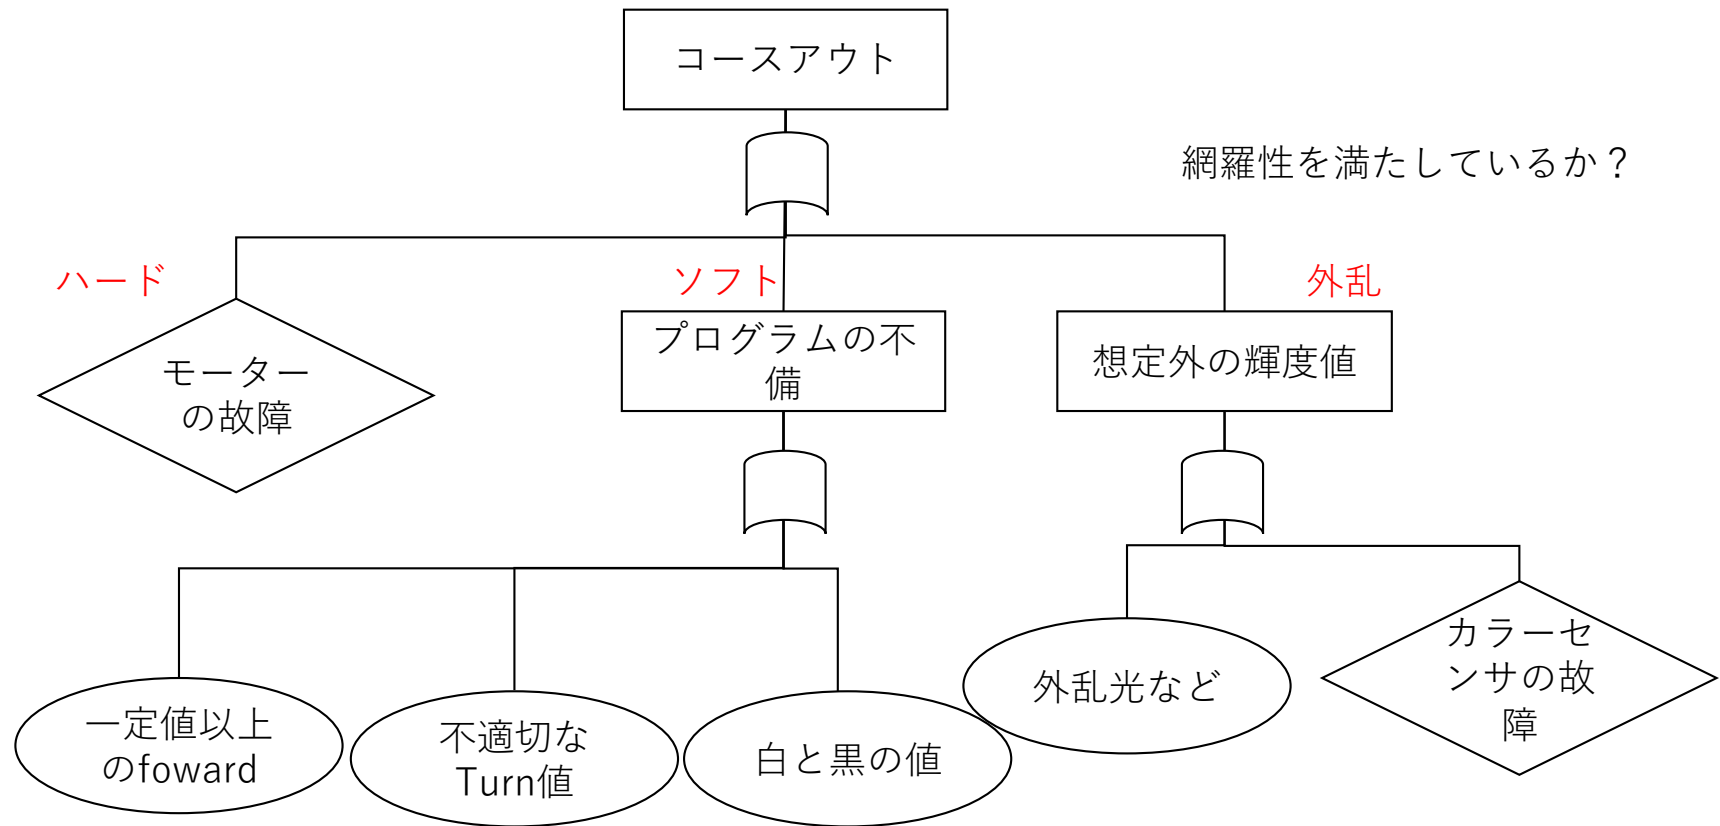 コースアウト
網羅性を満たしているか？
ハード
ソフト
外乱
モーター
の故障
プログラムの不
備
想定外の輝度値
一定値以上
のfoward
不適切な
Turn値
白と黒の値
外乱光など
カラーセ
ンサの故
障